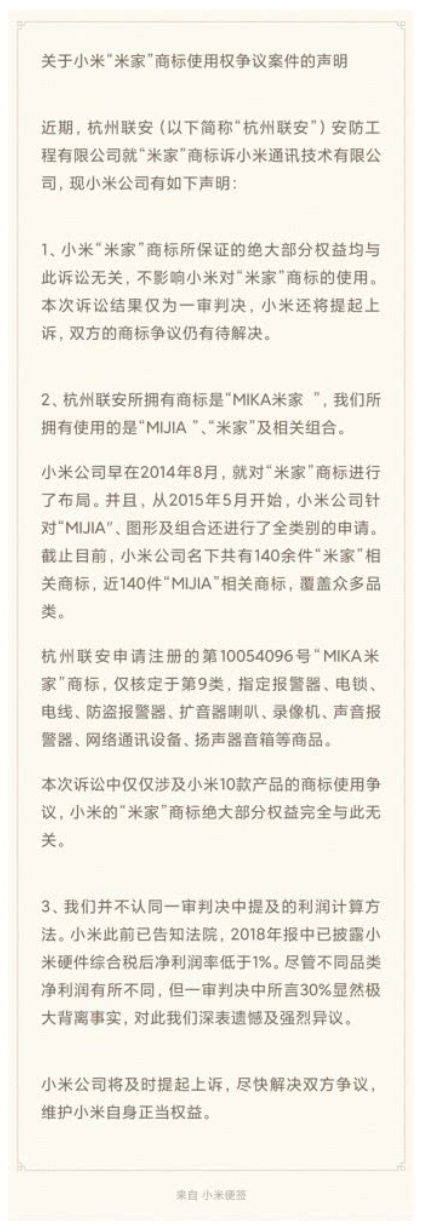 关于小米“米家”商标使用权争议案件的声明
近期，杭州联安（以下简称“杭州联安”）安防工
程有限公司就“米家”商标诉小米通讯技术有限公
司，现小米公司有如下声明：
1、小米“米家”商标所保证的绝大部分权益均与
此诉讼无关，不影响小米对“米家”商标的使用。
本次诉讼结果仅为一审判决，小米还将提起上
诉，双方的商标争议仍有待解决。
2、杭州联安所拥有商标是“MIKA米家 ”，我们所
拥有使用的是“MIJIA ”、“米家”及相关组合。
小米公司早在2014年8月，就对“米家”商标进行
了布局。并且，从2015年5月开始，小米公司针
对“MIJIA”、图形及组合还进行了全类别的申请。
截止目前，小米公司名下共有140余件“米家”相
关商标，近140件“MIJIA”相关商标，覆盖众多品
类。
杭州联安申请注册的第10054096号“MIKA米
家”商标，仅核定于第9类，指定报警器、电锁、
电线、防盗报警器、扩音器喇叭、录像机、声音报
警器、网络通讯设备、扬声器音箱等商品。
本次诉讼中仅仅涉及小米10款产品的商标使用争
议，小米的“米家”商标绝大部分权益完全与此无
关。
3、我们并不认同一审判决中提及的利润计算方
法。小米此前已告知法院，2018年报中已披露小
米硬件综合税后净利润率低于1%。尽管不同品类
净利润有所不同，但一审判决中所言30%显然极
大背离事实，对此我们深表遗憾及强烈异议。
小米公司将及时提起上诉，尽快解决双方争议，
维护小米自身正当权益。
来自 小米便签